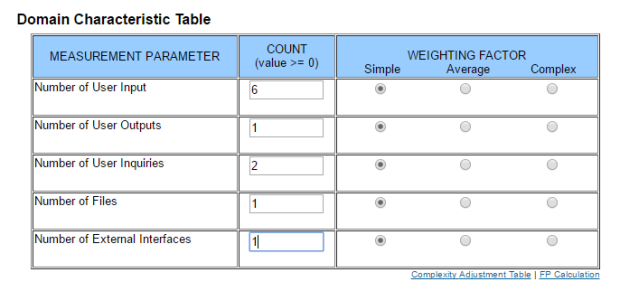 Domain Characteristic Table
MEASUREMENT PARAMETER
COUNT
(value >= 0)
WEIGHTING FACTOR
Simple Average Complex
Number of User Input 6
Number of User Outputs 1
Number of User Inquiries 2
Number of Files 1
Number of External Interfaces 1
Complexity Adjustment Table | FP Calculation